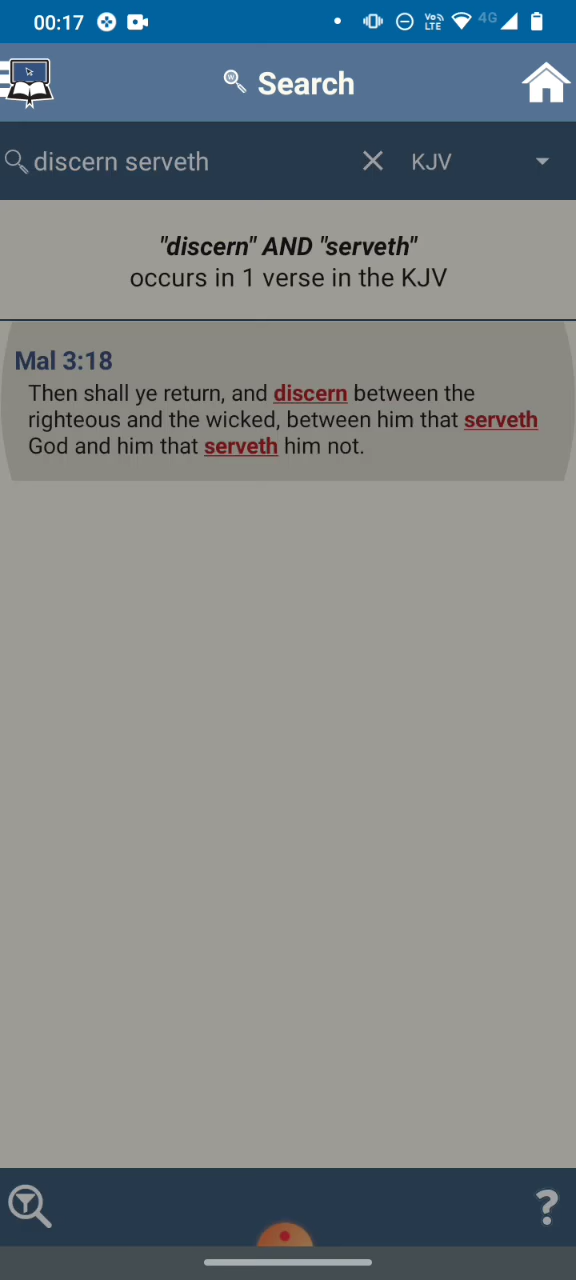 00:17
Vo LTE 4G
Search
discern serveth KJV
"discern" AND "serveth"
occurs in 1 verse in the KJV
Mal 3:18
Then shall ye return, and discern between the
righteous and the wicked, between him that serveth
God and him that serveth him not.
?